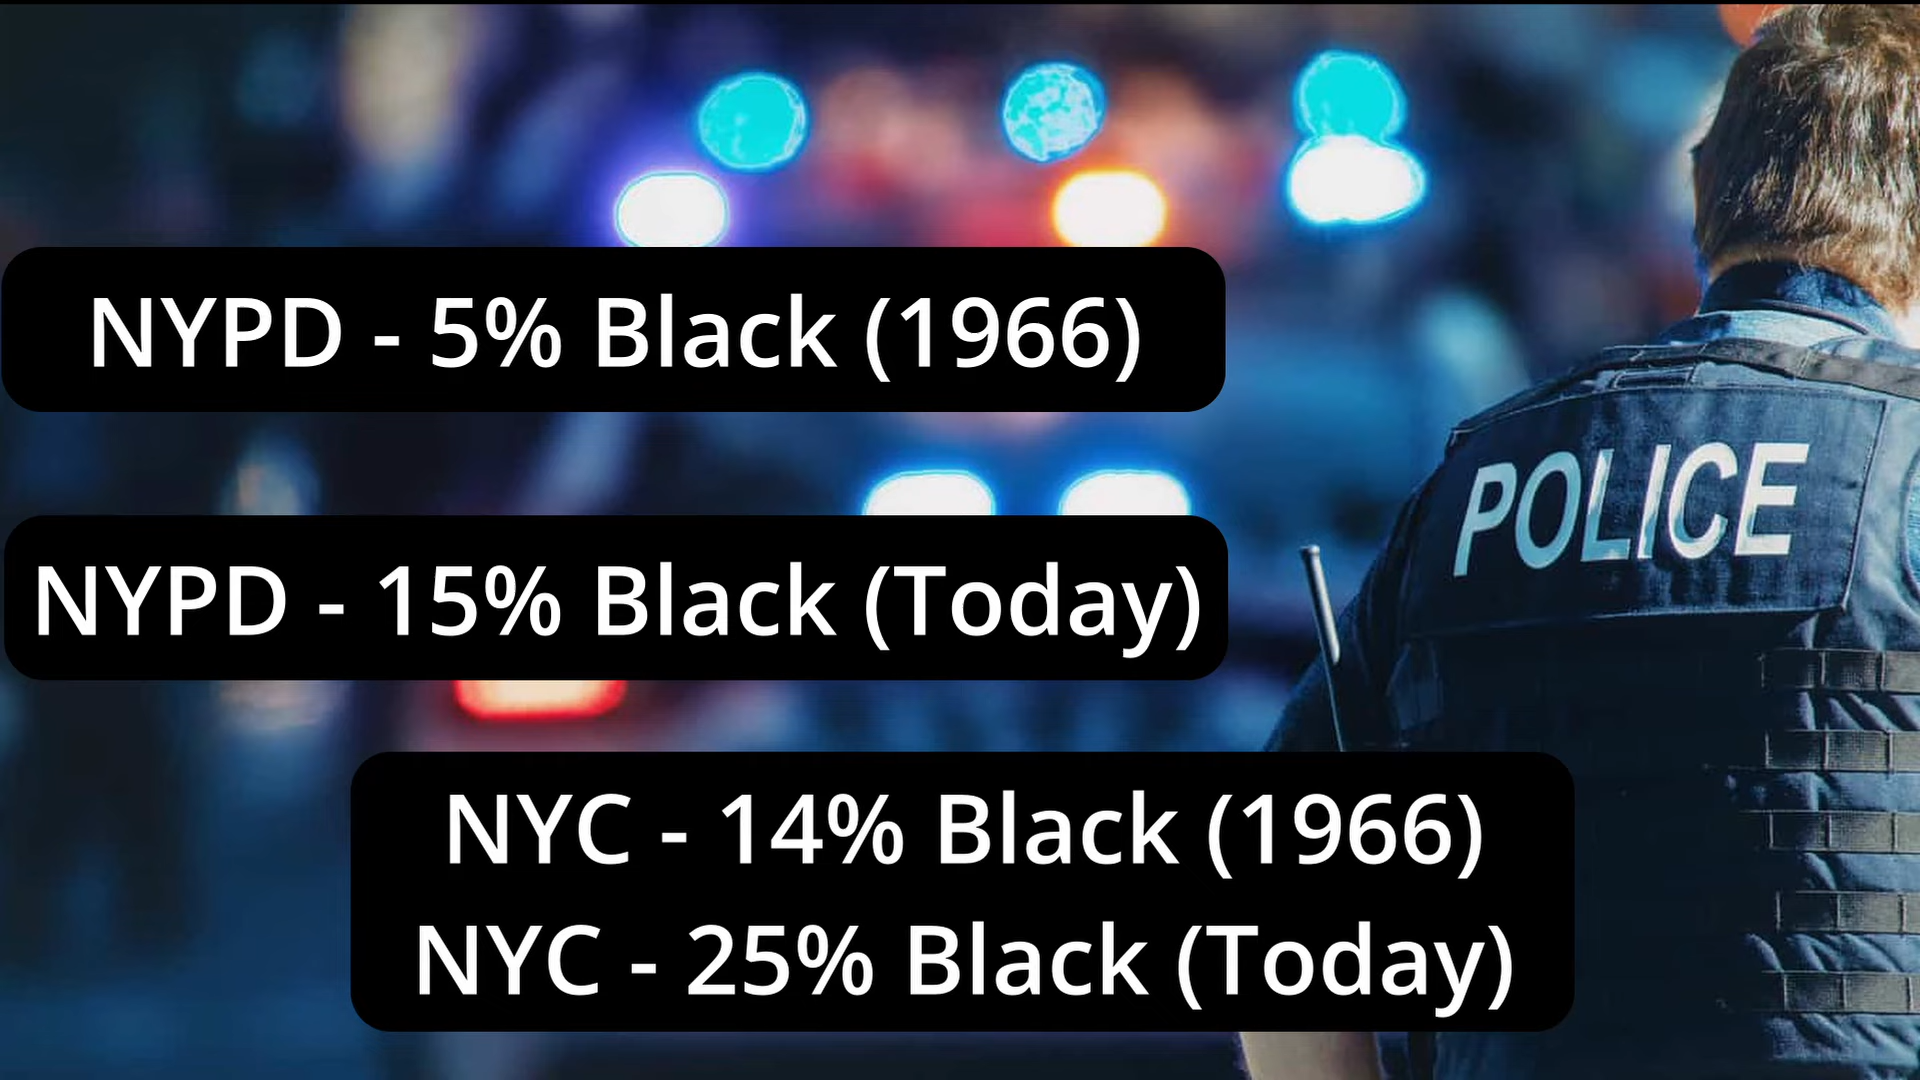 NYPD - 5% Black (1966)
POLICE
NYPD - 15% Black (Today)
NYC - 14% Black (1966)
NYC - 25% Black (Today)